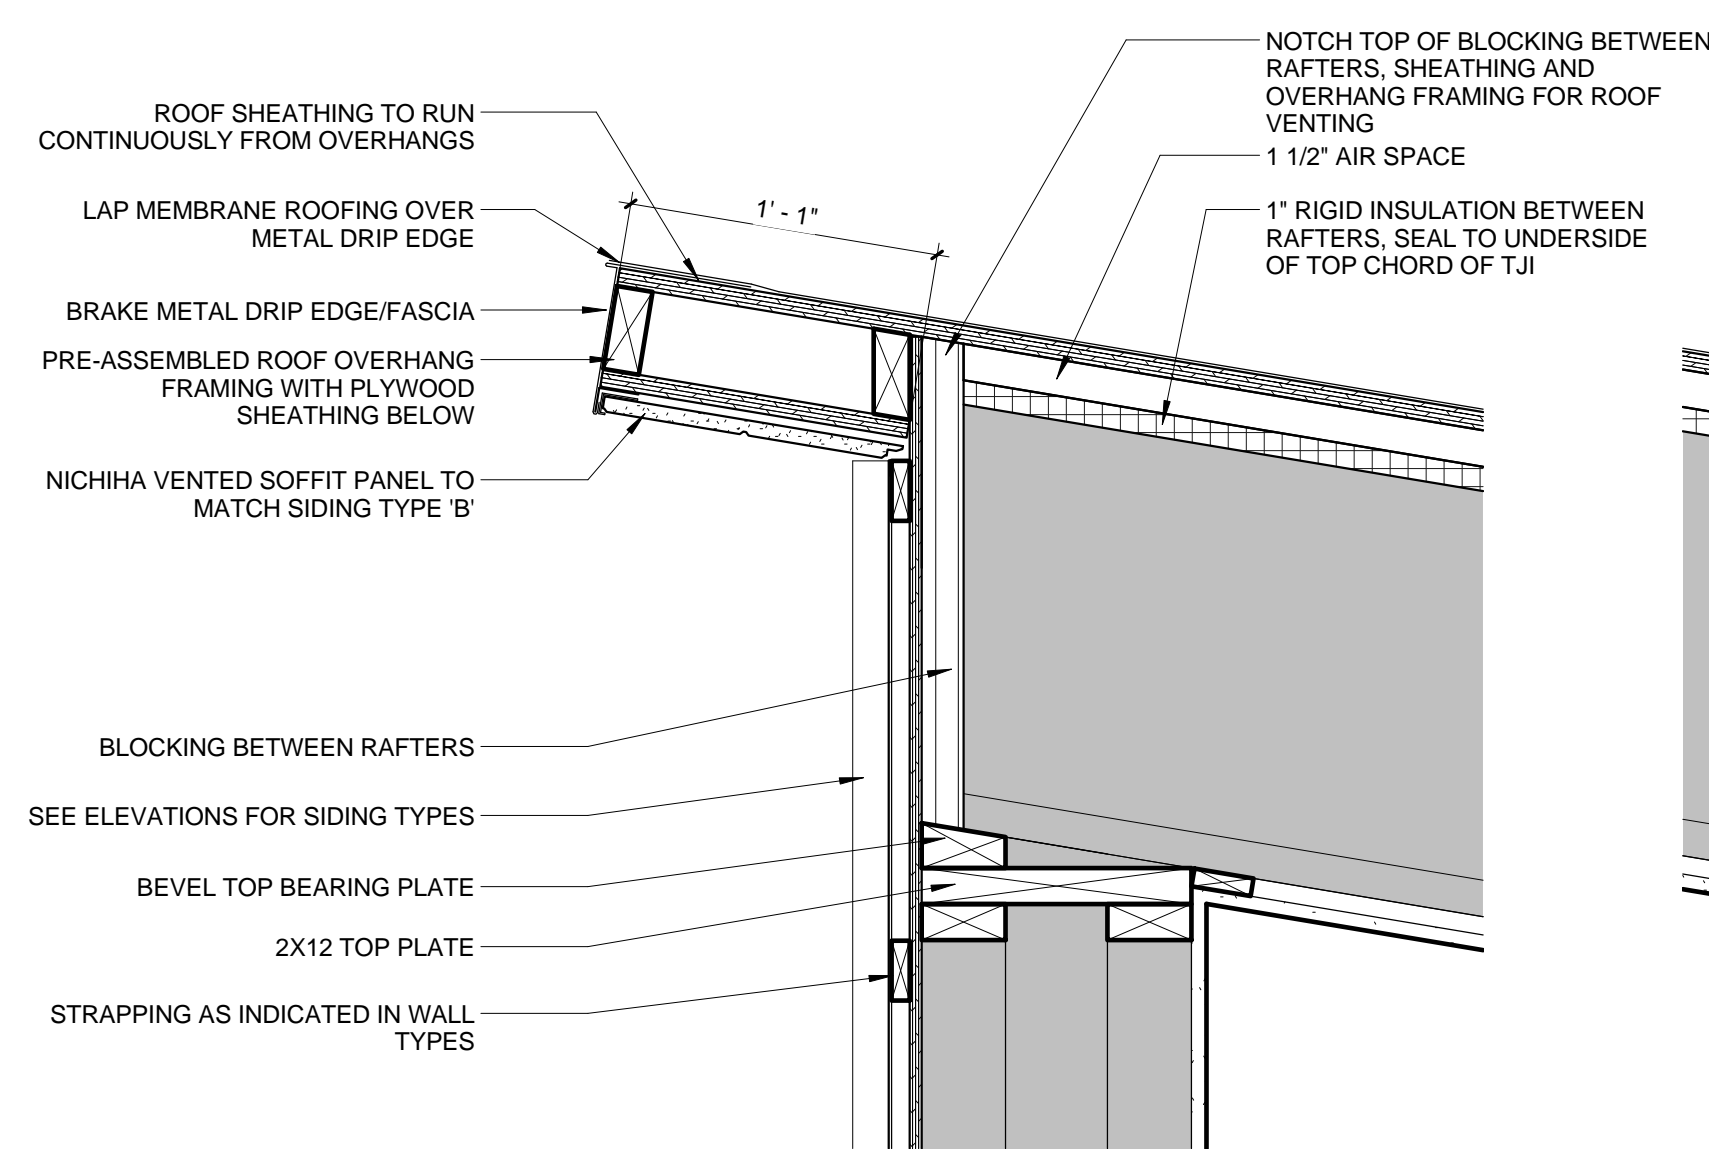 ROOF SHEATHING TO RUN
CONTINUOUSLY FROM OVERHANGS
LAP MEMBRANE ROOFING OVER
METAL DRIP EDGE
BRAKE METAL DRIP EDGE/FASCIA
PRE-ASSEMBLED ROOF OVERHANG
FRAMING WITH PLYWOOD
SHEATHING BELOW
NICHIHA VENTED SOFFIT PANEL TO
MATCH SIDING TYPE 'B'
BLOCKING BETWEEN RAFTERS
SEE ELEVATIONS FOR SIDING TYPES
BEVEL TOP BEARING PLATE
2X12 TOP PLATE
STRAPPING AS INDICATED IN WALL
TYPES
1' - 1"
NOTCH TOP OF BLOCKING BETWEEN
RAFTERS, SHEATHING AND
OVERHANG FRAMING FOR ROOF
VENTING
1 1/2" AIR SPACE
1" RIGID INSULATION BETWEEN
RAFTERS, SEAL TO UNDERSIDE
OF TOP CHORD OF TJI